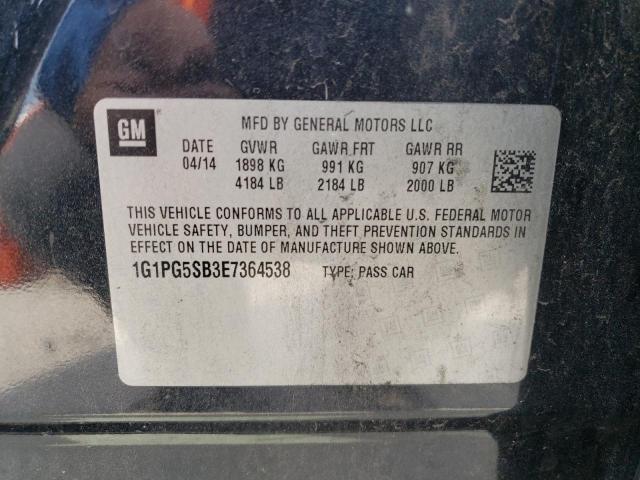 GM
MFD BY GENERAL MOTORS LLC
DATE GVWR GAWR FRT GAWR RR
04/14 1898 KG 991 KG 907 KG
4184 LB 2184 LB 2000 LB
THIS VEHICLE CONFORMS TO ALL APPLICABLE U.S. FEDERAL MOTOR
VEHICLE SAFETY, BUMPER, AND THEFT PREVENTION STANDARDS IN
EFFECT ON THE DATE OF MANUFACTURE SHOWN ABOVE.
1G1PG5SB3E7364538 TYPE: PASS CAR